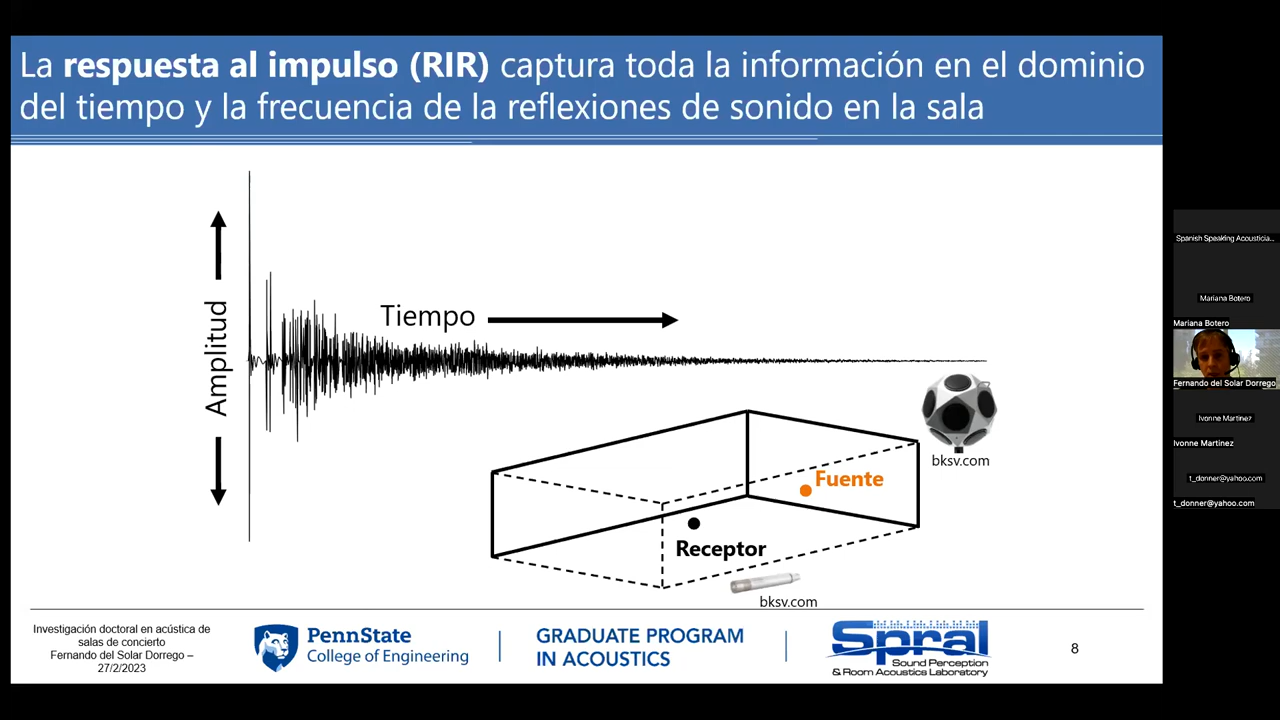 La respuesta al impulso (RIR) captura toda la información en el dominio
del tiempo y la frecuencia de la reflexiones de sonido en la sala
Tiempo
Amplitud
bksv.com
Fuente
Receptor
bksv.com
Investigación doctoral en acústica de
salas de concierto
Fernando del Solar Dorrego –
27/2/2023
PennState
College of Engineering
GRADUATE PROGRAM
IN ACOUSTICS
Spral
Sound Perception
& Room Acoustics Laboratory
8
Spanish Speaking Acousticia...
Mariana Botero
Mariana Botero
Fernando del Solar Dorrego
Ivonne Martinez
Ivonne Martinez
t_donner@yahoo.com
t_donner@yahoo.com